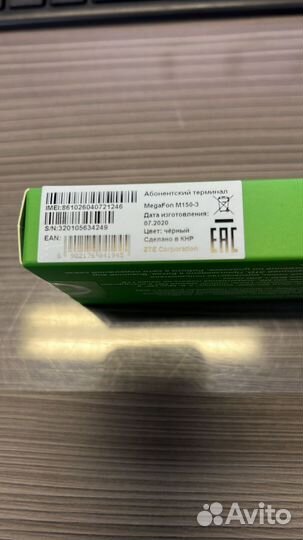 IMEI:861026040721246
S/N:320105634249
EAN:
Абонентский терминал
MegaFon M150-3
Дата изготовления:
07.2020
Цвет: чёрный
Сделано в КНР
ZTE Corporation
EAC
Avito